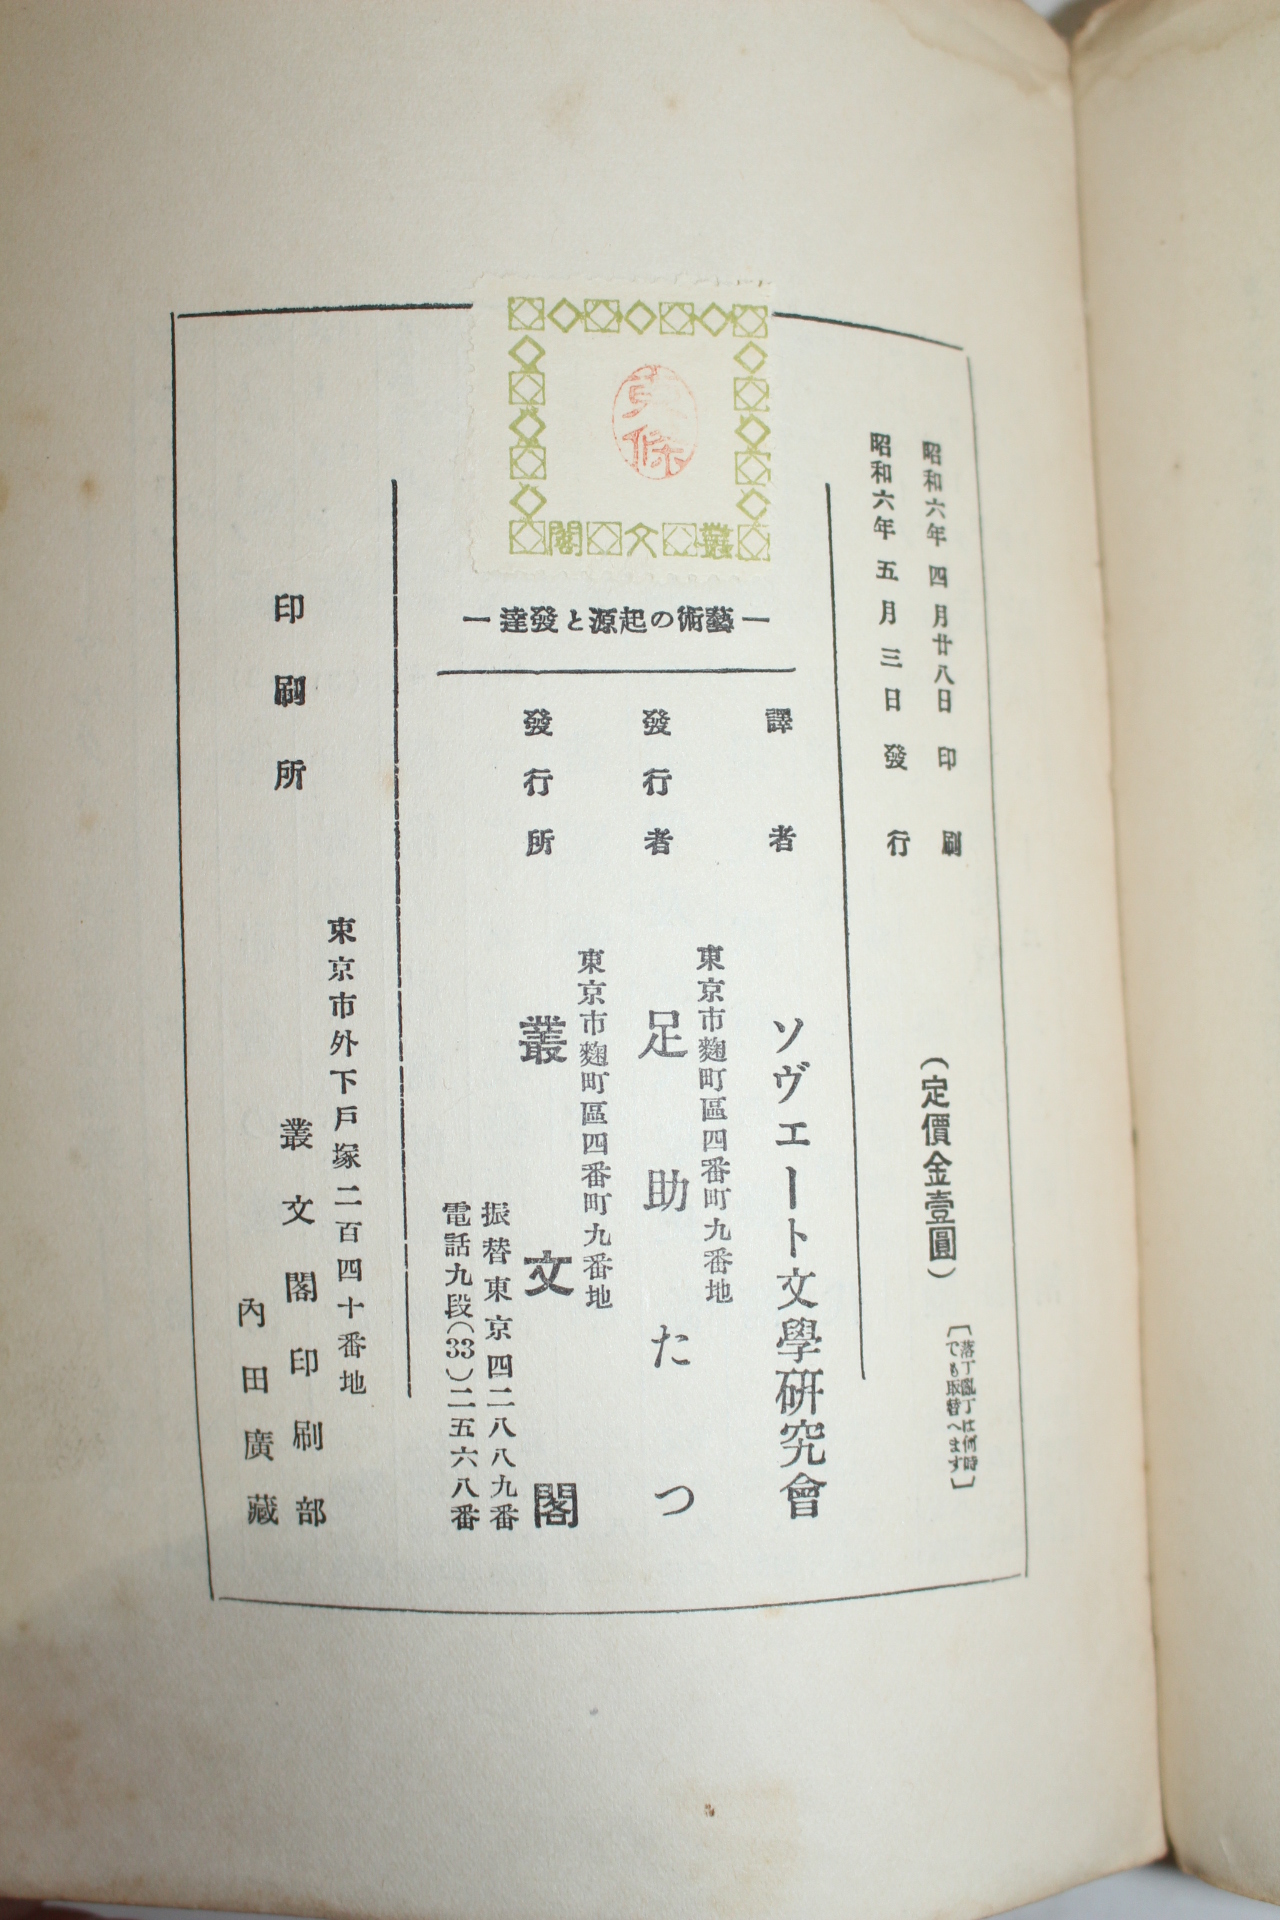 昭和六年四月廿八日印刷
昭和六年五月三日發行
(定價金壹圓)
〔落丁亂丁は何時
でも取替へます〕
叢文閣
―藝術の起源と發達―
譯者
ソヴェート文學硏究會
東京市麴町區四番町九番地
發行者
足助たつ
東京市麴町區四番町九番地
發行所
叢文閣
振替東京四二八八九番
電話九段(33)二五六八番
東京市外下戸塚二百四十番地
印刷所
叢文閣印刷部
內田廣藏